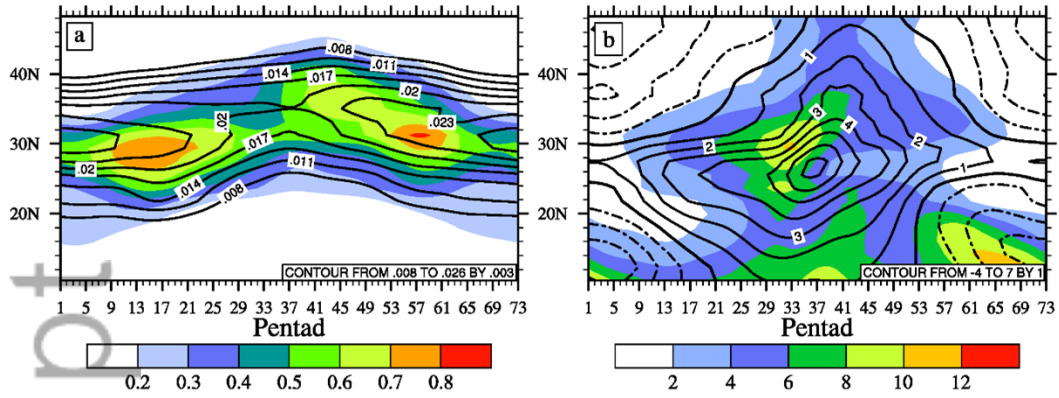 a
.008
.011
.014
.017
.02
.02
.023
.017
.02
.014
.011
.008
CONTOUR FROM .008 TO .026 BY .003
40N
30N
20N
1 5 9 13 17 21 25 29 33 37 41 45 49 53 57 61 65 69 73
Pentad
0.2 0.3 0.4 0.5 0.6 0.7 0.8
b
1
3
4
2
2
1
3
CONTOUR FROM -4 TO 7 BY 1
40N
30N
20N
1 5 9 13 17 21 25 29 33 37 41 45 49 53 57 61 65 69 73
Pentad
2 4 6 8 10 12
pt